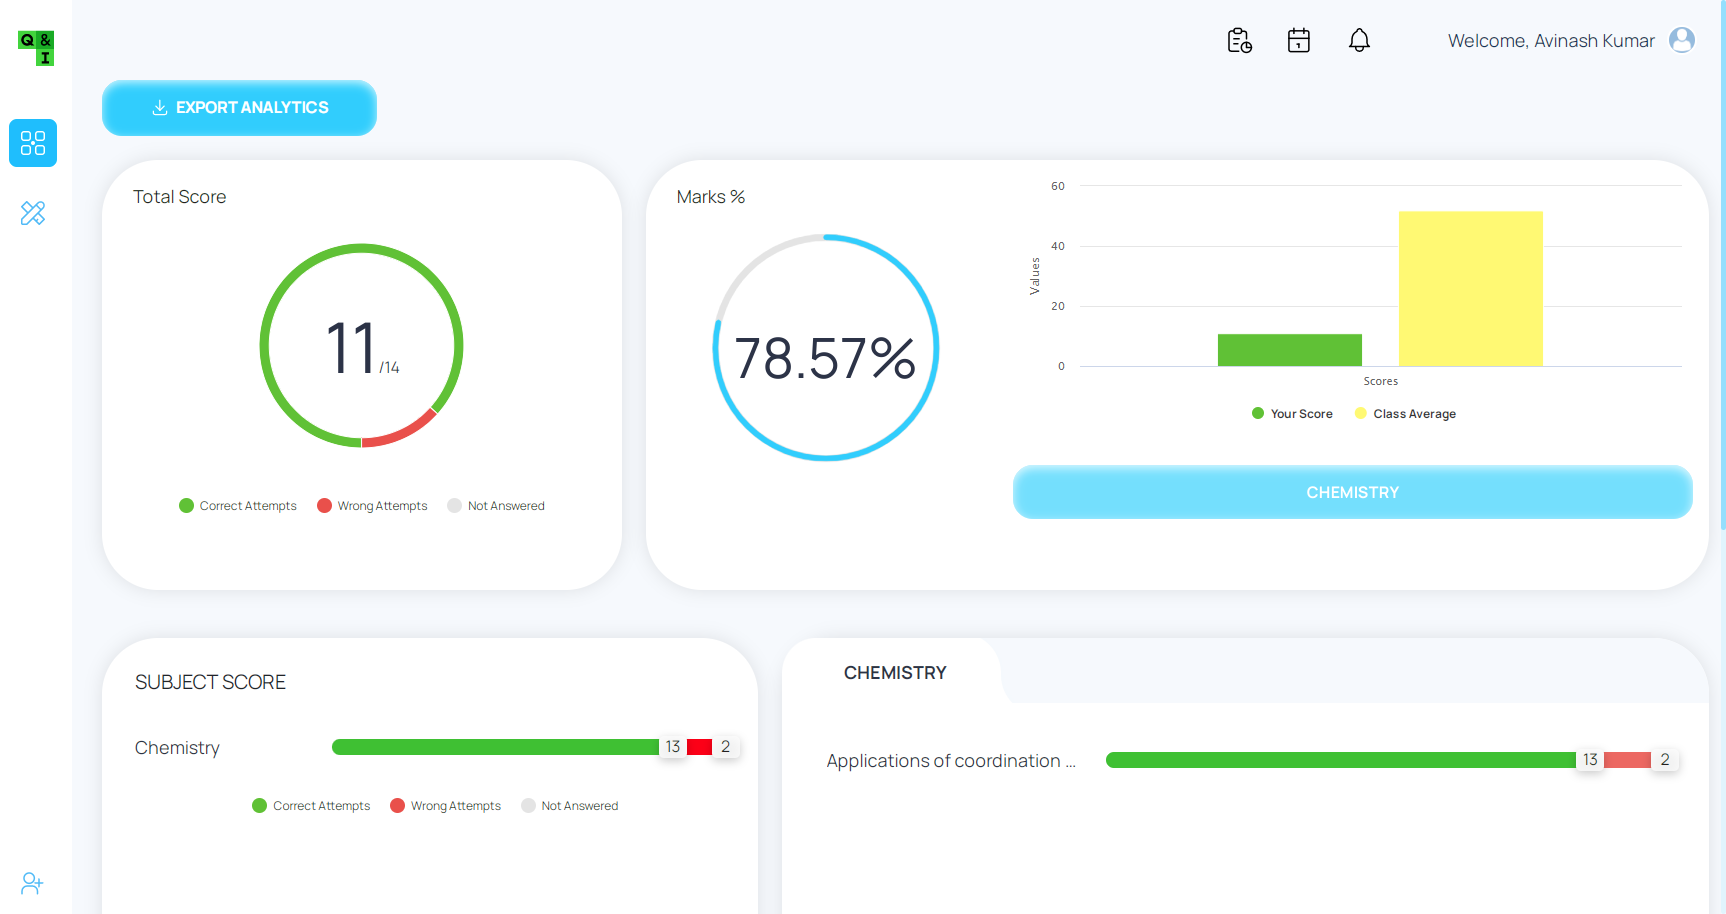 Q &
I
Welcome, Avinash Kumar
EXPORT ANALYTICS
Total Score
11/14
Correct Attempts
Wrong Attempts
Not Answered
Marks %
78.57%
60
40
20
0
Values
Scores
Your Score
Class Average
CHEMISTRY
SUBJECT SCORE
Chemistry
13
2
Correct Attempts
Wrong Attempts
Not Answered
CHEMISTRY
Applications of coordination ...
13
2